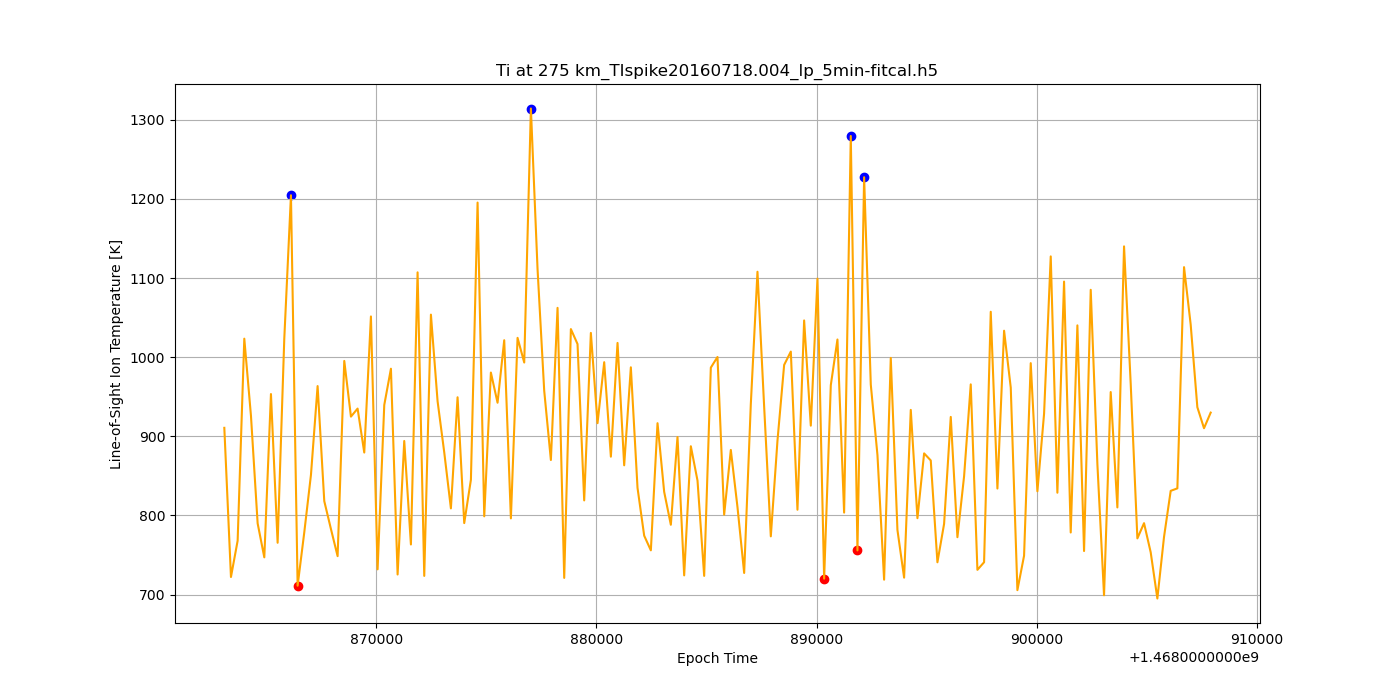 Ti at 275 km_TIspike20160718.004_lp_5min-fitcal.h5
Line-of-Sight Ion Temperature [K]
1300
1200
1100
1000
900
800
700
870000 880000 890000 900000 910000
Epoch Time
+1.4680000000e9